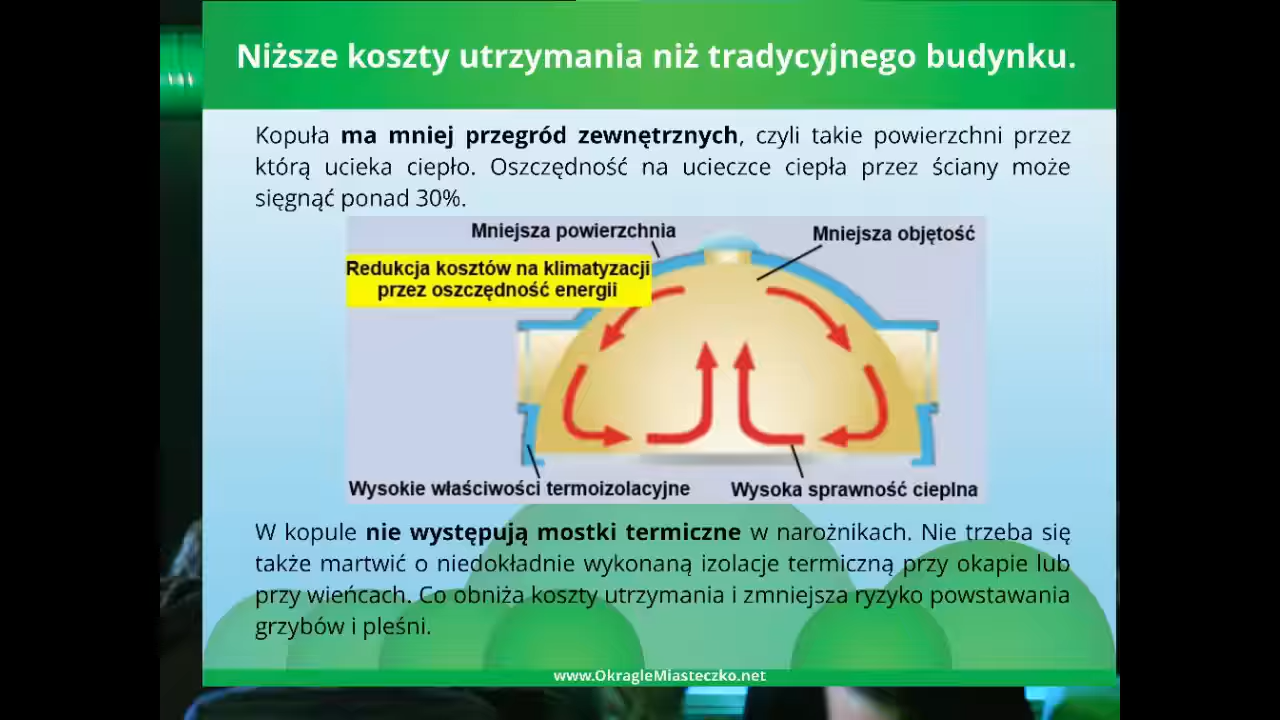 Niższe koszty utrzymania niż tradycyjnego budynku.
Kopuła ma mniej przegród zewnętrznych, czyli takie powierzchni przez
którą ucieka ciepło. Oszczędność na ucieczce ciepła przez ściany może
sięgnąć ponad 30%.
Mniejsza powierzchnia
Mniejsza objętość
Redukcja kosztów na klimatyzacji
przez oszczędność energii
Wysokie właściwości termoizolacyjne
Wysoka sprawność cieplna
W kopule nie występują mostki termiczne w narożnikach. Nie trzeba się
także martwić o niedokładnie wykonaną izolacje termiczną przy okapie lub
przy wieńcach. Co obniża koszty utrzymania i zmniejsza ryzyko powstawania
grzybów i pleśni.
www.OkragleMiasteczko.net